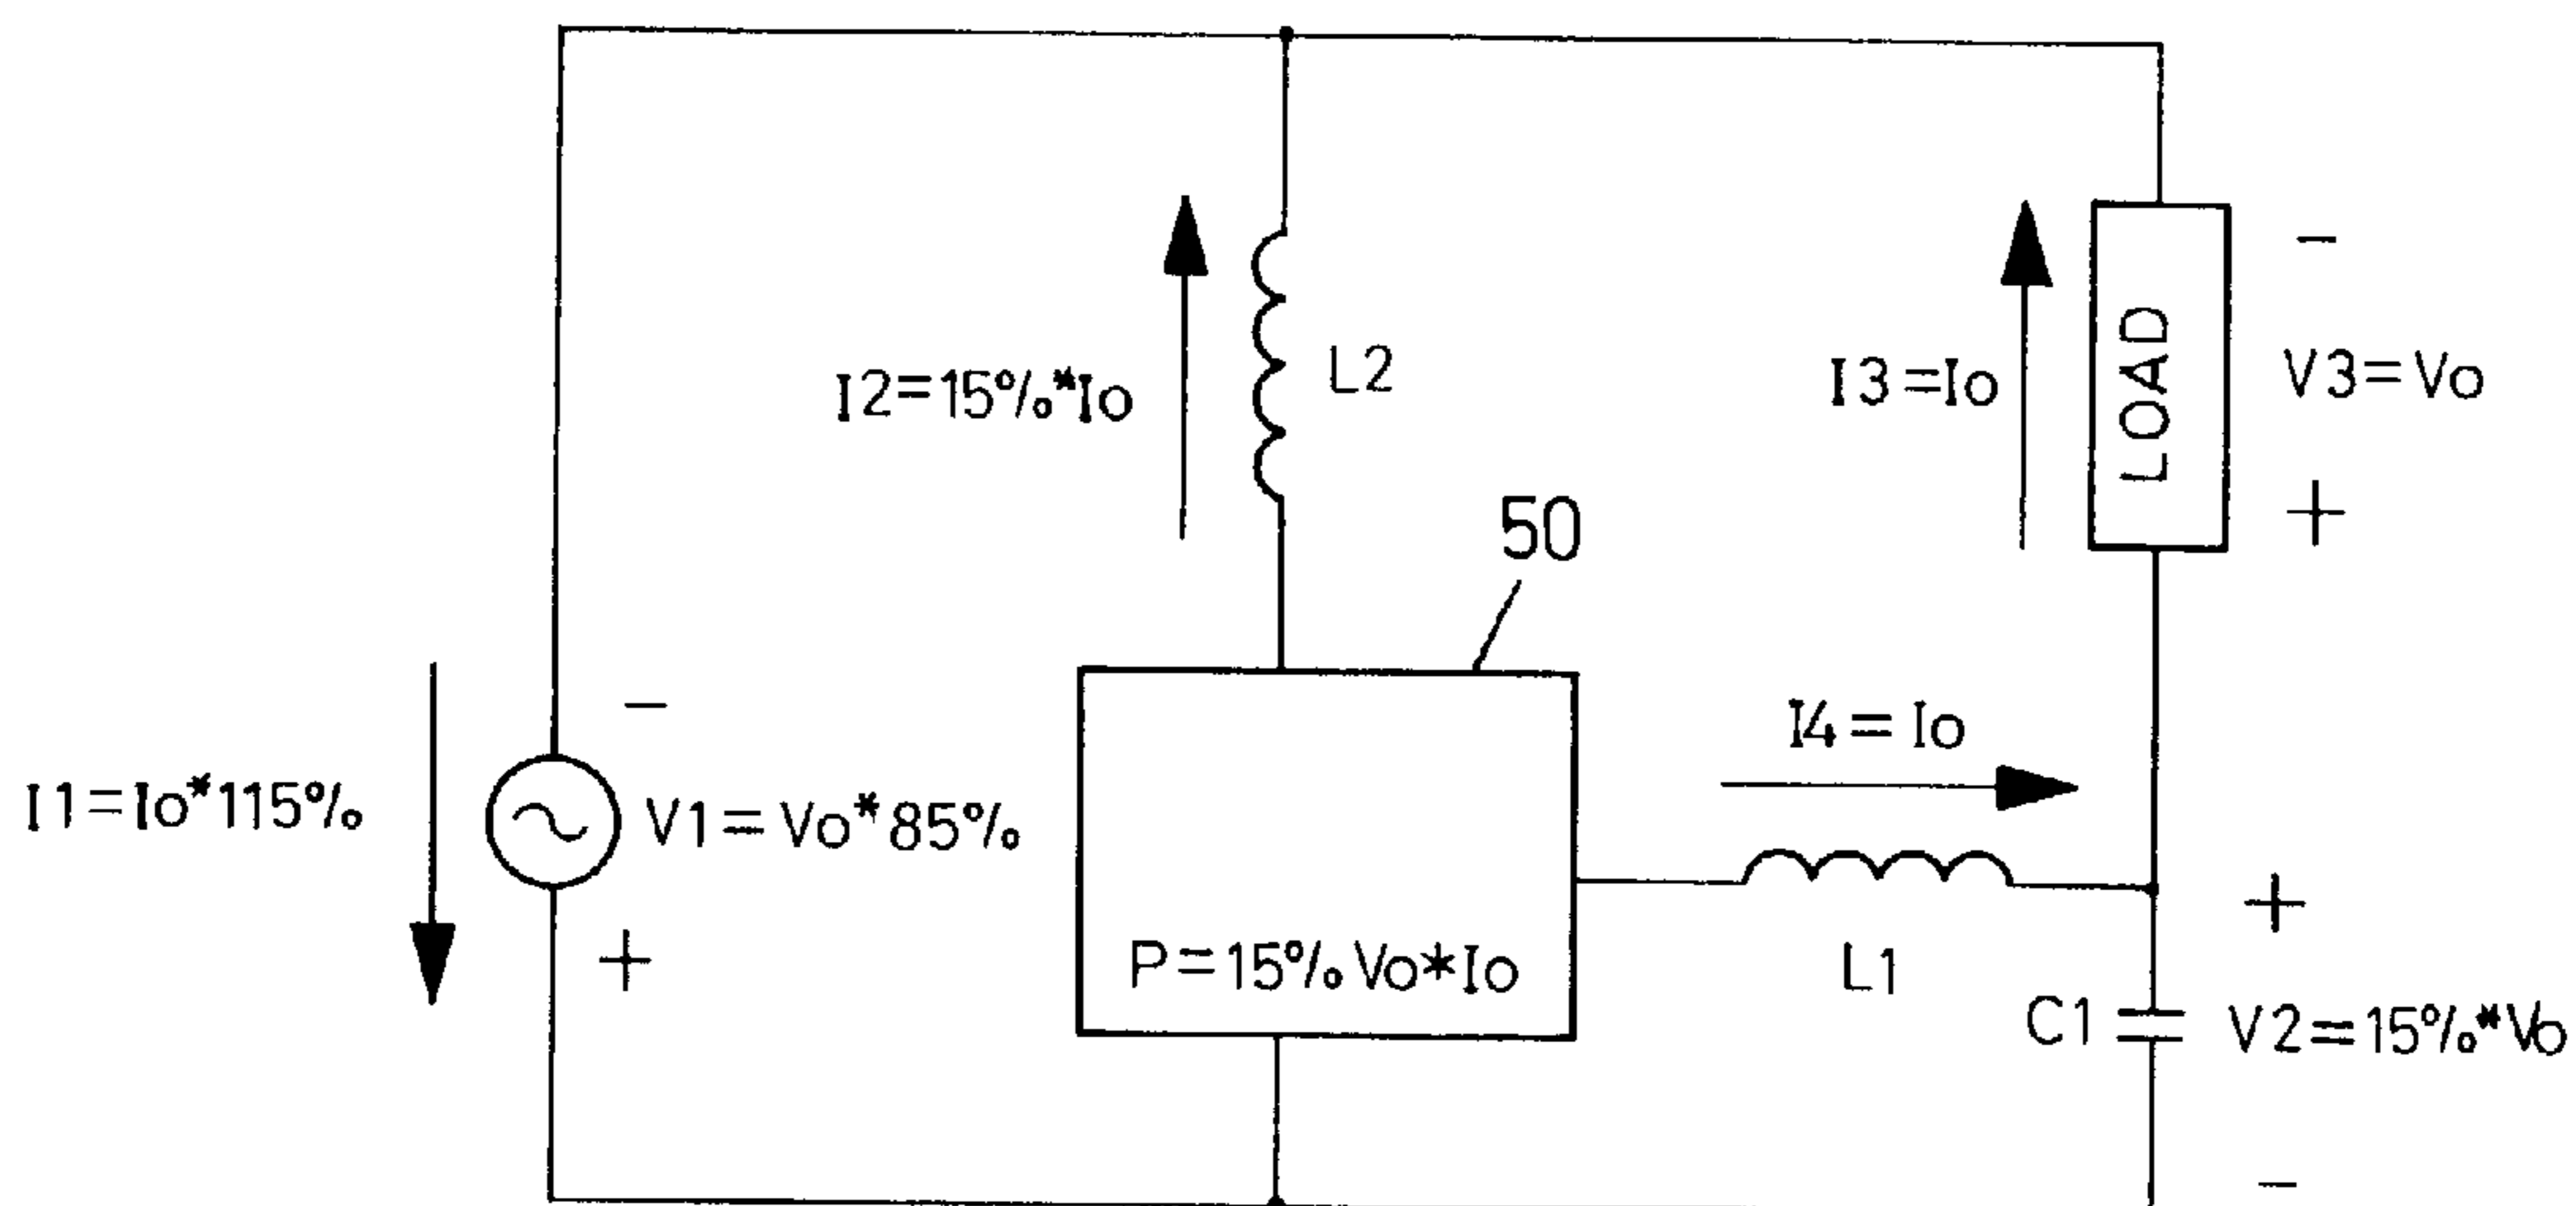 I2=15%*Io
L2
I3=Io
LOAD
-
V3=Vo
+
50
I1=Io*115%
-
V1=Vo*85%
+
P=15%Vo*Io
I4=Io
L1
+
C1
V2=15%*Vo
-